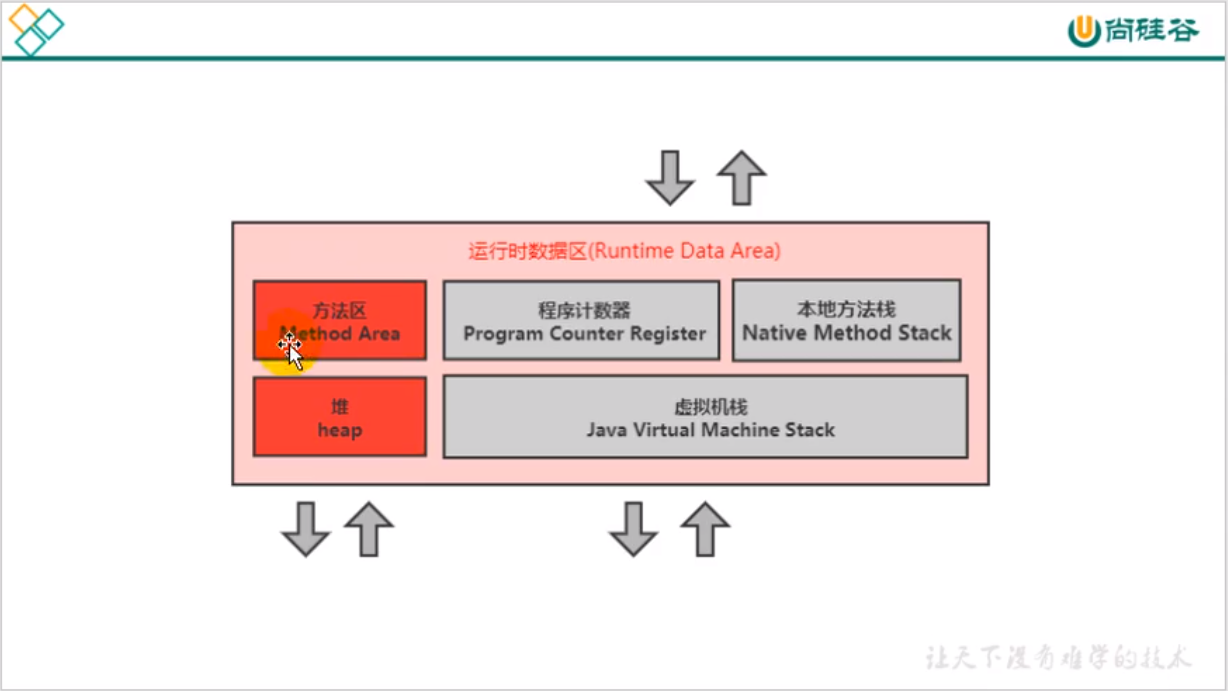 尚硅谷
运行时数据区(Runtime Data Area)
方法区
Method Area
程序计数器
Program Counter Register
本地方法栈
Native Method Stack
堆
heap
虚拟机栈
Java Virtual Machine Stack
让天下没有难学的技术